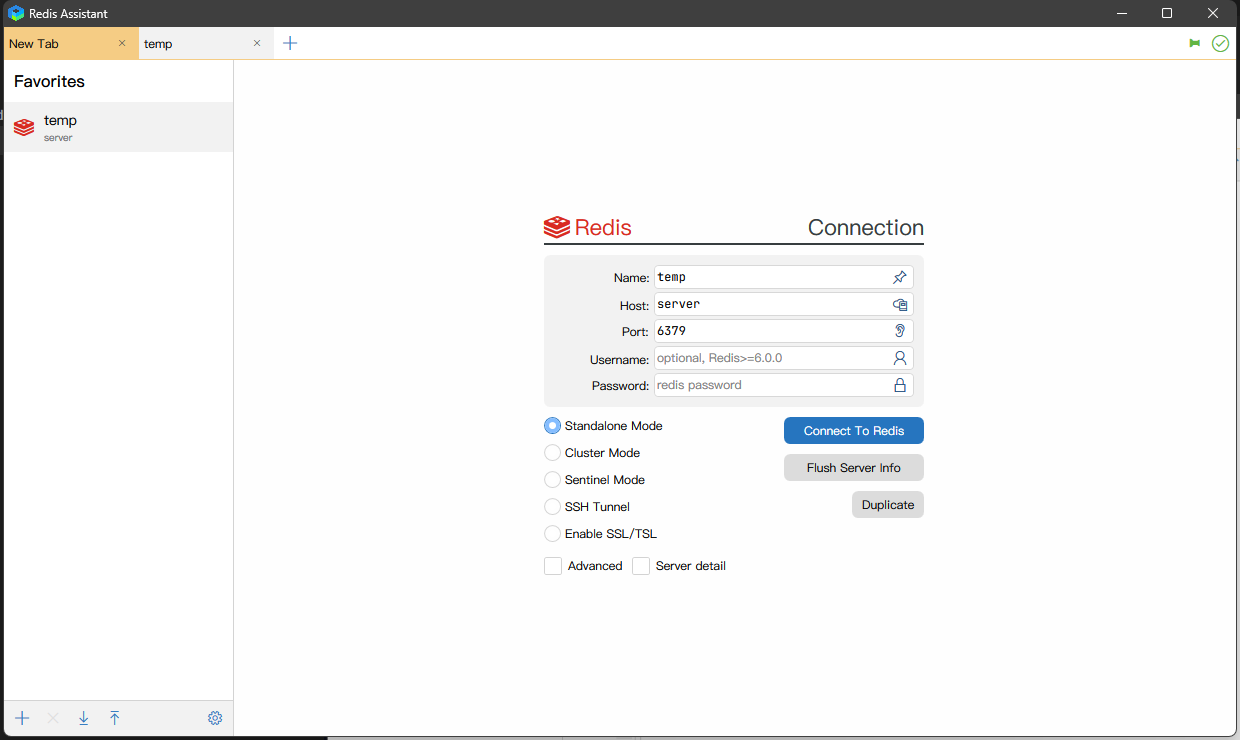 Redis Assistant
New Tab
temp
Favorites
temp
server
Redis
Connection
Name: temp
Host: server
Port: 6379
Username: optional, Redis>=6.0.0
Password: redis password
Standalone Mode
Connect To Redis
Cluster Mode
Flush Server Info
Sentinel Mode
SSH Tunnel
Duplicate
Enable SSL/TSL
Advanced
Server detail